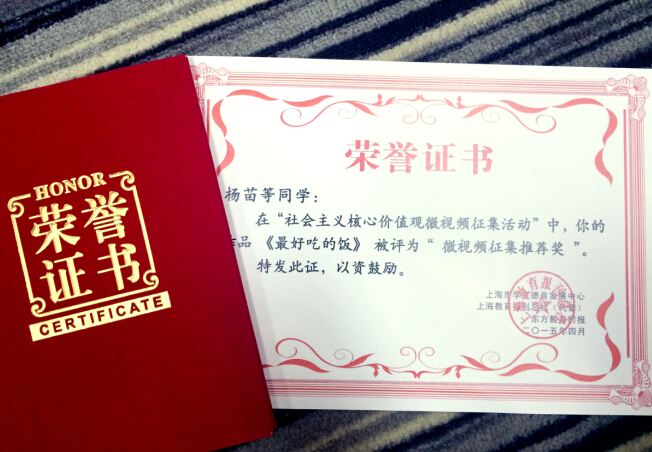 HONOR
荣誉
证书
CERTIFICATE
荣誉证书
杨苗等同学：
在“社会主义核心价值观微视频征集活动”中，你的
作品《最好吃的饭》被评为“微视频征集推荐奖”。
特发此证，以资鼓励。
上海市学生德育发展中心
上海教育报刊总社
东方教育时报
二〇一五年四月